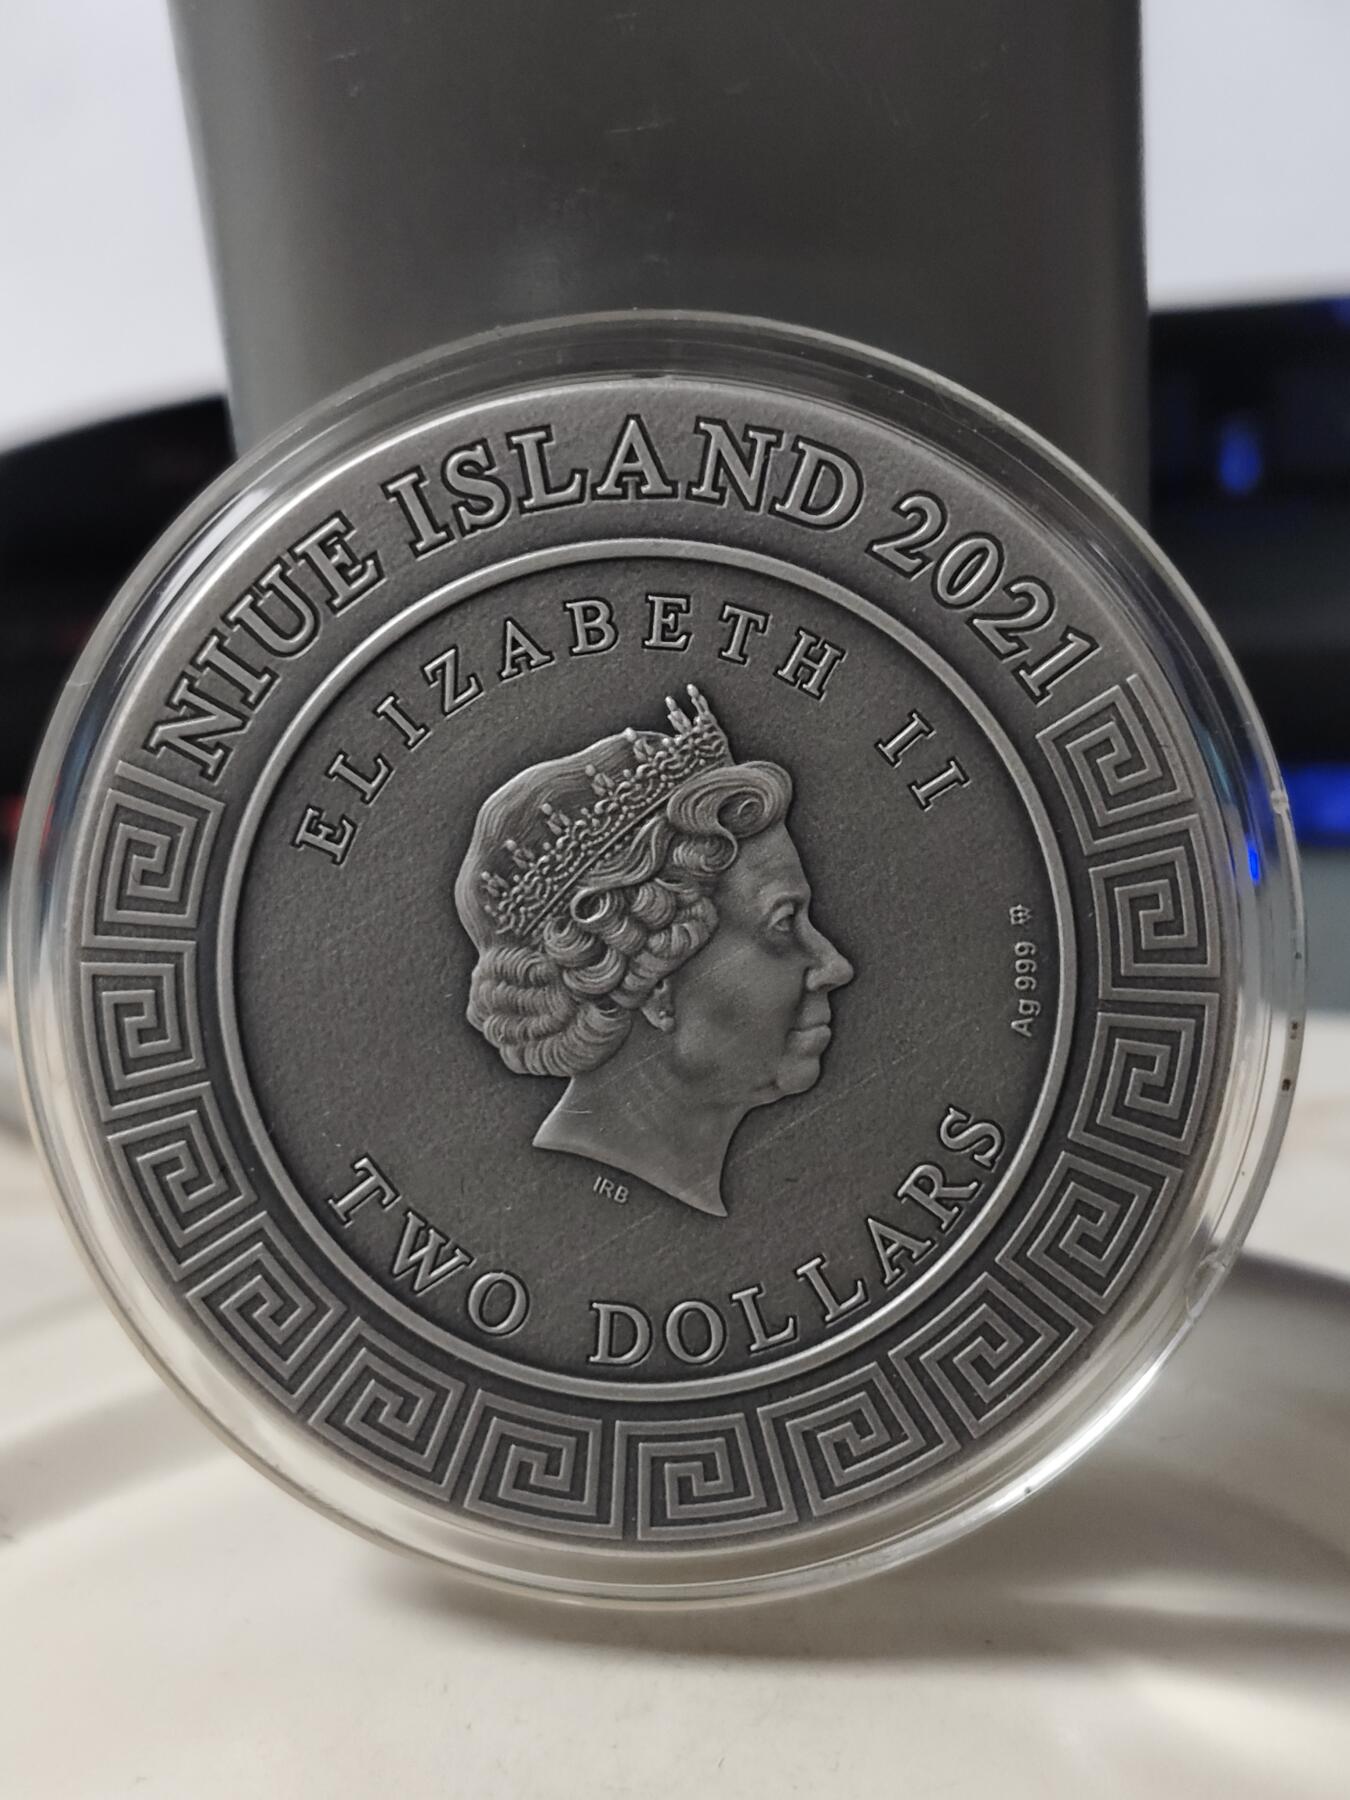 NIUE ISLAND 2021
ELIZABETH II
Ag 999
IRB
TWO DOLLARS